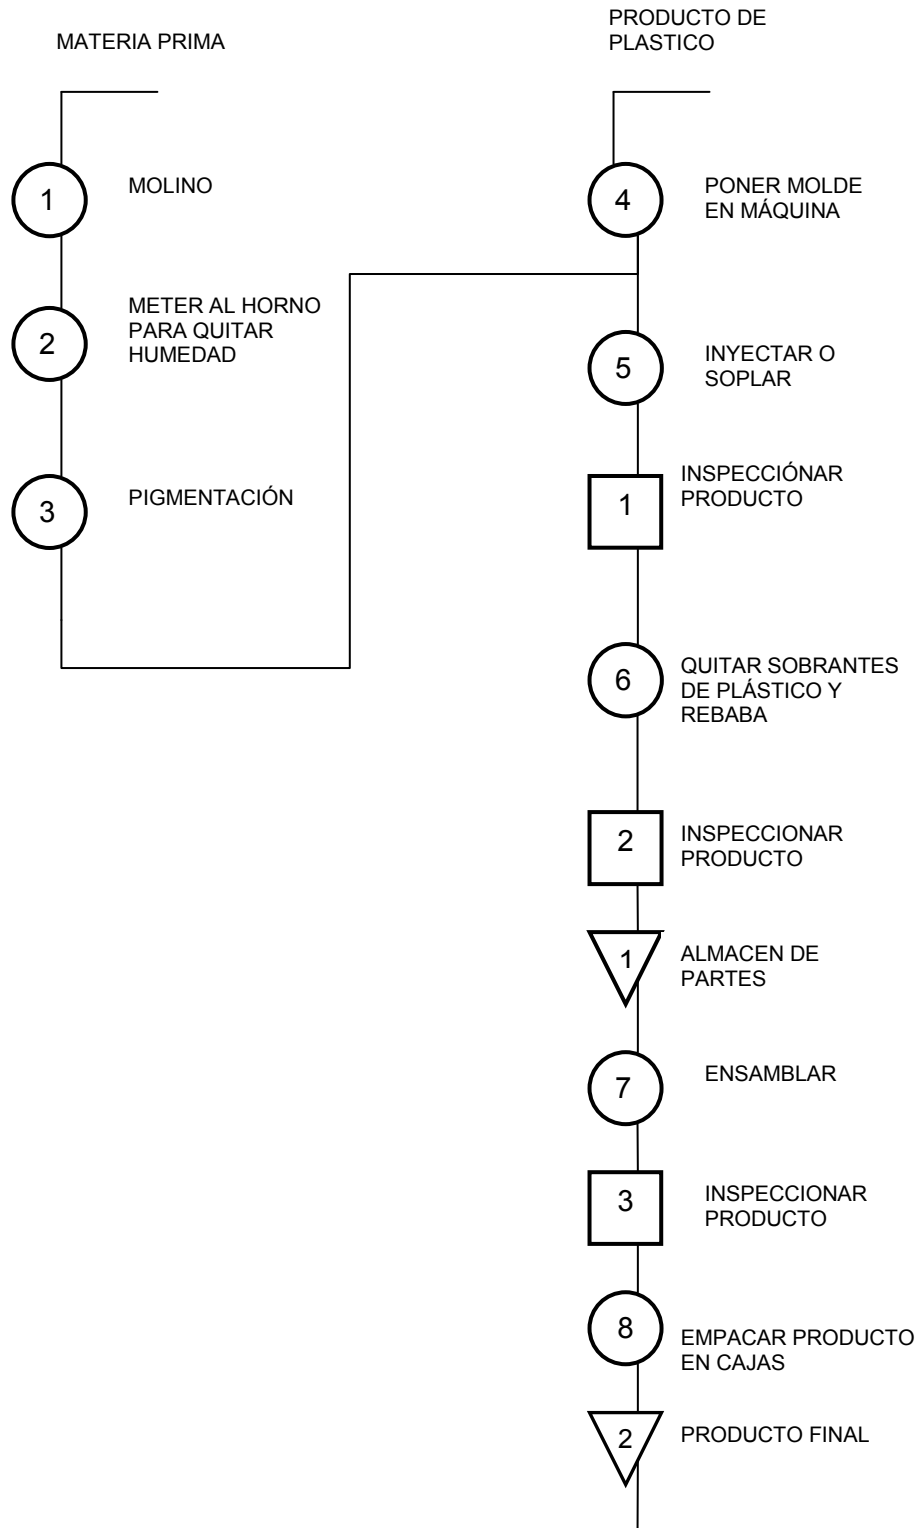 MATERIA PRIMA
1
MOLINO
2
METER AL HORNO
PARA QUITAR
HUMEDAD
3
PIGMENTACIÓN
PRODUCTO DE
PLASTICO
4
PONER MOLDE
EN MÁQUINA
5
INYECTAR O
SOPLAR
1
INSPECCIÓNAR
PRODUCTO
6
QUITAR SOBRANTES
DE PLÁSTICO Y
REBABA
2
INSPECCIONAR
PRODUCTO
1
ALMACEN DE
PARTES
7
ENSAMBLAR
3
INSPECCIONAR
PRODUCTO
8
EMPACAR PRODUCTO
EN CAJAS
2
PRODUCTO FINAL